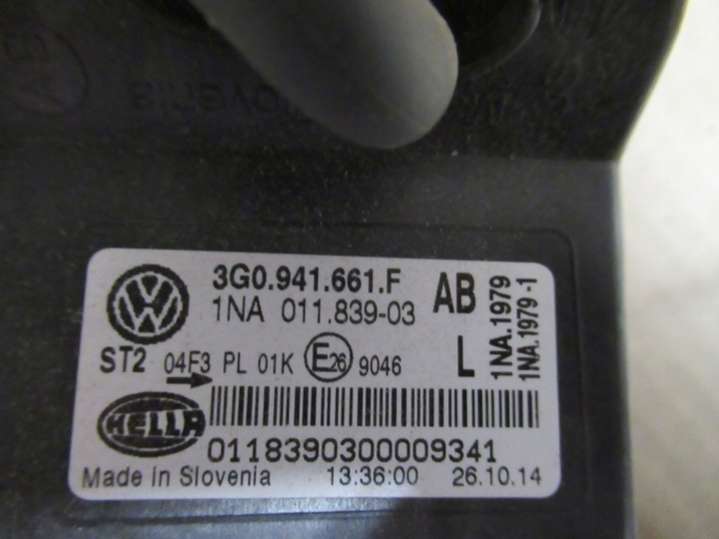 3G0.941.661.F AB
1NA 011.839-03
ST2 04F3 PL 01K E26 9046 L
1NA.1979
1NA.1979-1
HELLA
0118390300009341
Made in Slovenia 13:36:00 26.10.14